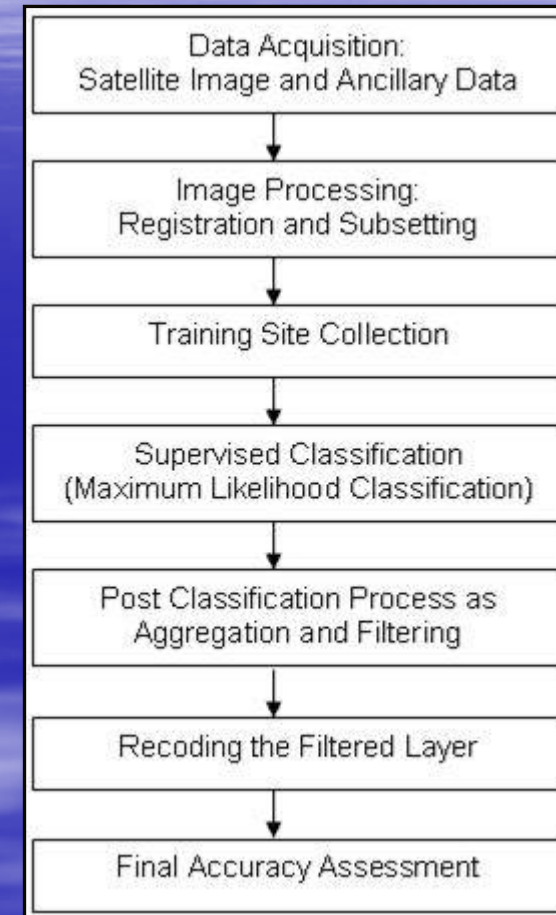 Data Acquisition:
Satellite Image and Ancillary Data
Image Processing:
Registration and Subsetting
Training Site Collection
Supervised Classification
(Maximum Likelihood Classification)
Post Classification Process as
Aggregation and Filtering
Recoding the Filtered Layer
Final Accuracy Assessment